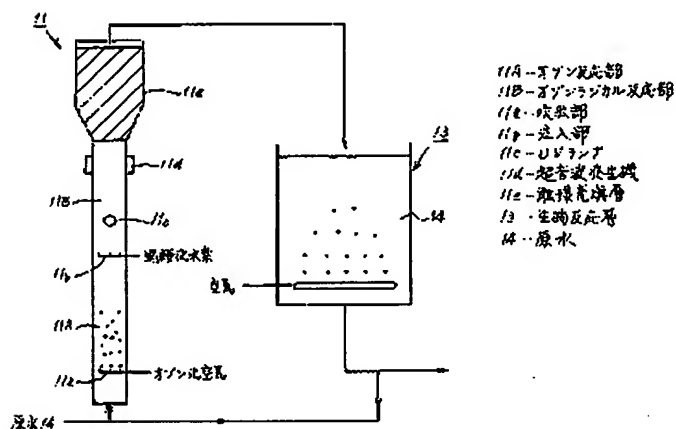 11
11e
11d
11B
11c
11b
過酸化水素
11A
11a
オゾン化空気
原水14
13
14
空気
11A--オゾン反応部
11B--オゾンラジカル反応部
11a--吹散部
11b--注入部
11c--UVランプ
11d--超音波発生機
11e--触媒充填層
13・生物反応層
14・・原水